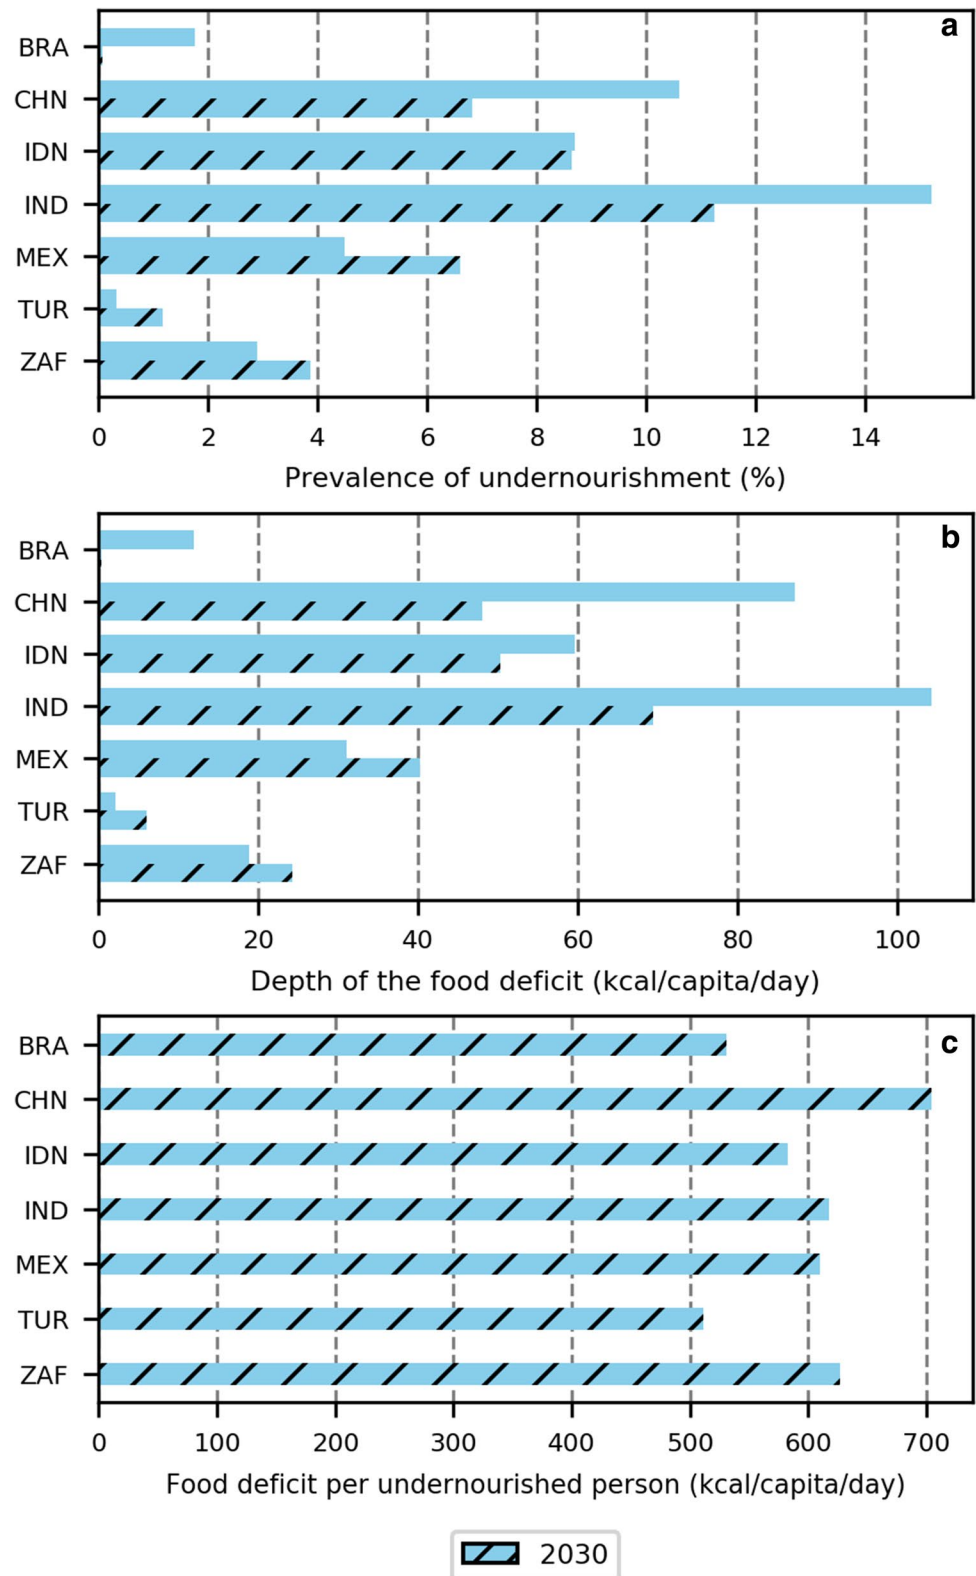 a
BRA
CHN
IDN
IND
MEX
TUR
ZAF
0 2 4 6 8 10 12 14
Prevalence of undernourishment (%)
b
BRA
CHN
IDN
IND
MEX
TUR
ZAF
0 20 40 60 80 100
Depth of the food deficit (kcal/capita/day)
c
BRA
CHN
IDN
IND
MEX
TUR
ZAF
0 100 200 300 400 500 600 700
Food deficit per undernourished person (kcal/capita/day)
2030